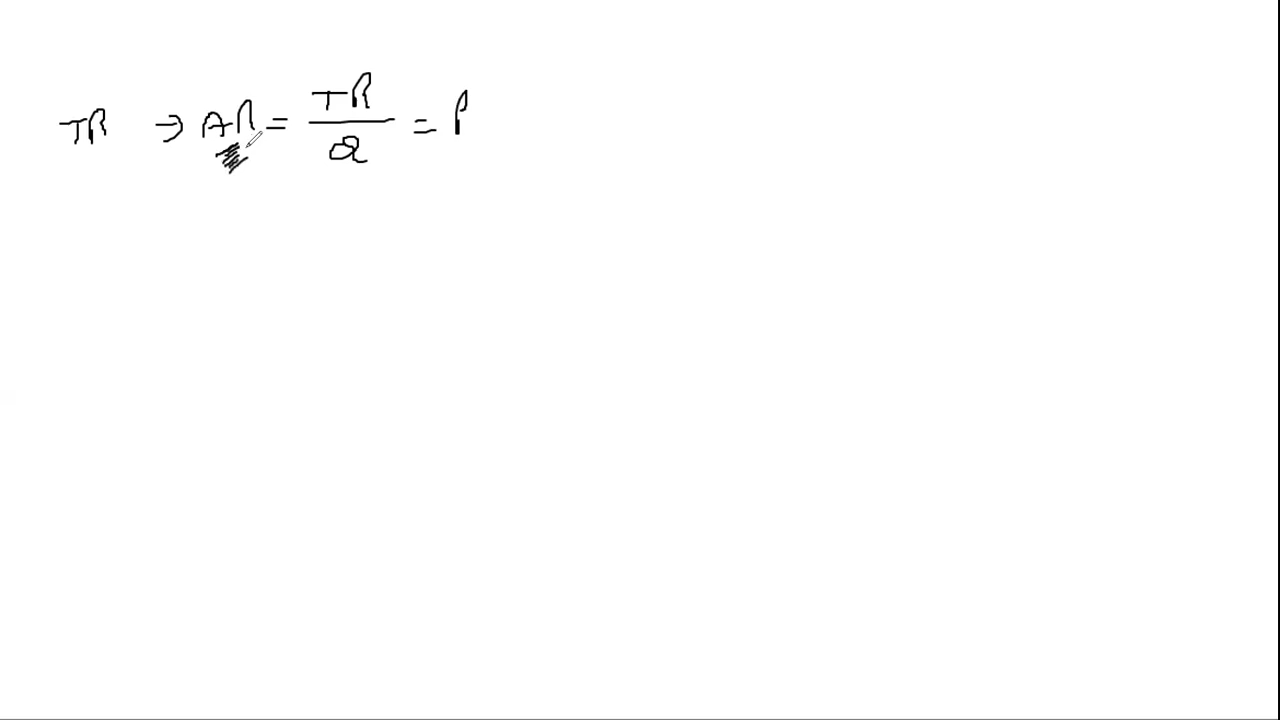 TR → AR = TR/Q = P